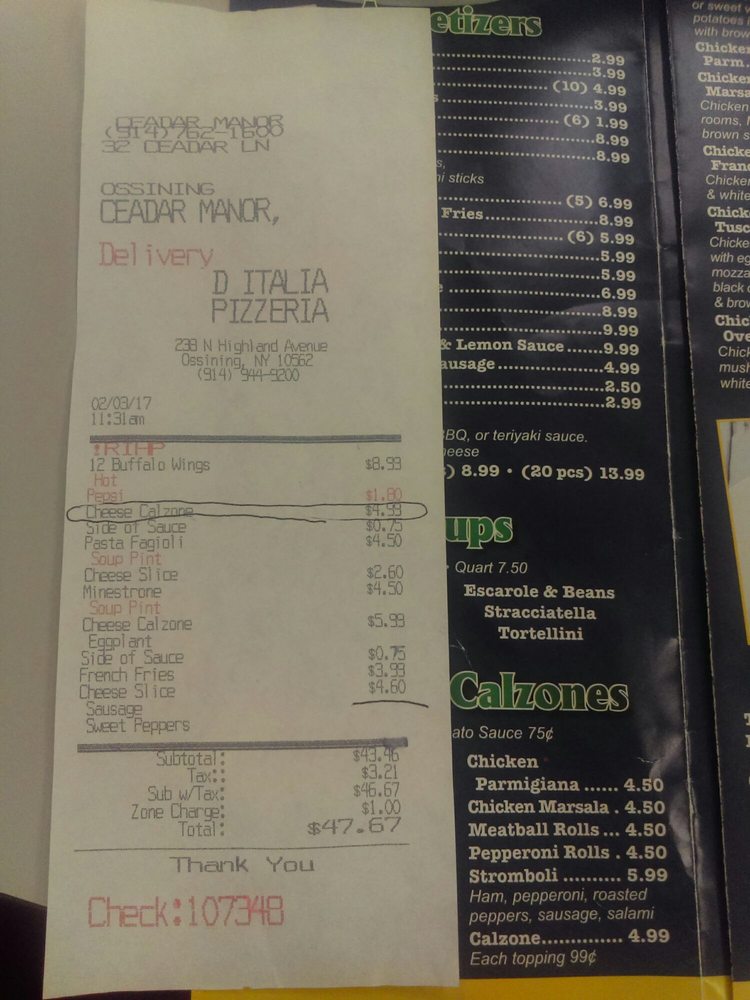 CEADAR MANOR
(914)762-1600
32 CEADAR LN
OSSINING
CEADAR MANOR,
Delivery
D ITALIA
PIZZERIA
239 N Highland Avenue
Ossining, NY 10562
(914) 944-9200
02/03/17
11:31am
12 Buffalo Wings $8.99
Hot
Pepsi $1.80
Cheese Calzone $4.99
Side of Sauce $0.75
Pasta Fagioli $4.50
Soup Pint
Cheese Slice $2.60
Minestrone $4.50
Soup Pint
Cheese Calzone $5.99
Eggplant
Side of Sauce $0.75
French Fries $3.99
Cheese Slice $4.60
Sausage
Sweet Peppers
Subtotal: $43.46
Tax:: $3.21
Sub w/Tax: $46.67
Zone Charge: $1.00
Total: $47.67
Thank You
Check:107348
etizers
2.99
3.99
(10) 4.99
3.99
(6) 1.99
8.99
8.99
s,
ni sticks
(5) 6.99
Fries 8.99
(6) 5.99
5.99
5.99
6.99
8.99
9.99
& Lemon Sauce 9.99
ausage 4.99
2.50
2.99
BQ, or teriyaki sauce.
heese
s) 8.99 • (20 pcs) 13.99
ups
• Quart 7.50
Escarole & Beans
Stracciatella
Tortellini
Calzones
ato Sauce 75¢
Chicken
Parmigiana ...... 4.50
Chicken Marsala . 4.50
Meatball Rolls ... 4.50
Pepperoni Rolls . 4.50
Stromboli .......... 5.99
Ham, pepperoni, roasted
peppers, sausage, salami
Calzone.............. 4.99
Each topping 99¢
or sweet
potatoes
with brow
Chicken
Parm.
Chicken
Marsa
Chicken
rooms,
brown s
Chicke
Fran
Chicken
& white
Chick
Tusc
Chicke
with eg
mozza
black
& brow
Chic
Ove
Chick
mush
white